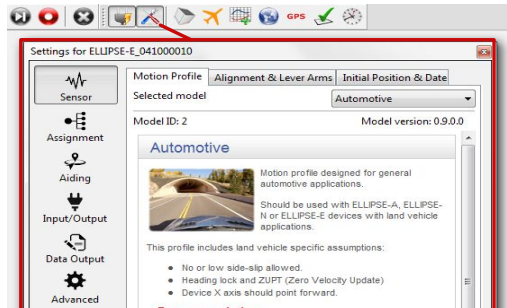 GPS
Settings for ELLIPSE-E_041000010
Sensor
Assignment
Aiding
Input/Output
Data Output
Advanced
Motion Profile Alignment & Lever Arms Initial Position & Date
Selected model Automotive
Model ID: 2 Model version: 0.9.0.0
Automotive
Motion profile designed for general
automotive applications.
Should be used with ELLIPSE-A, ELLIPSE-
N or ELLIPSE-E devices with land vehicle
applications.
This profile includes land vehicle specific assumptions:
• No or low side-slip allowed.
• Heading lock and ZUPT (Zero Velocity Update)
• Device X axis should point forward.